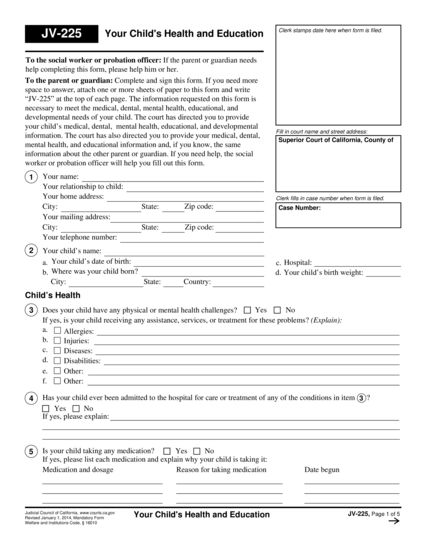 JV-225
Your Child's Health and Education
Clerk stamps date here when form is filed.
To the social worker or probation officer: If the parent or guardian needs
help completing this form, please help him or her.
To the parent or guardian: Complete and sign this form. If you need more
space to answer, attach one or more sheets of paper to this form and write
"JV-225" at the top of each page. The information requested on this form is
necessary to meet the medical, dental, mental health, educational, and
developmental needs of your child. The court has directed you to provide
your child's medical, dental, mental health, educational, and developmental
information. The court has also directed you to provide your medical, dental,
mental health, and educational information and, if you know, the same
information about the other parent or guardian. If you need help, the social
worker or probation officer will help you fill out this form.
Fill in court name and street address:
Superior Court of California, County of
Clerk fills in case number when form is filed.
Case Number:
1 Your name:
Your relationship to child:
Your home address:
City: State: Zip code:
Your mailing address:
City: State: Zip code:
Your telephone number:
2 Your child's name:
a. Your child's date of birth:
b. Where was your child born?
City: State: Country:
c. Hospital:
d. Your child's birth weight:
Child's Health
3 Does your child have any physical or mental health challenges? Yes No
If yes, is your child receiving any assistance, services, or treatment for these problems? (Explain):
a. Allergies:
b. Injuries:
c. Diseases:
d. Disabilities:
e. Other:
f. Other:
4 Has your child ever been admitted to the hospital for care or treatment of any of the conditions in item 3?
Yes No
If yes, please explain:
5 Is your child taking any medication? Yes No
If yes, please list each medication and explain why your child is taking it:
Medication and dosage Reason for taking medication Date begun
Judicial Council of California, www.courts.ca.gov
Revised January 1, 2014, Mandatory Form
Welfare and Institutions Code, § 16010
Your Child's Health and Education
JV-225, Page 1 of 5